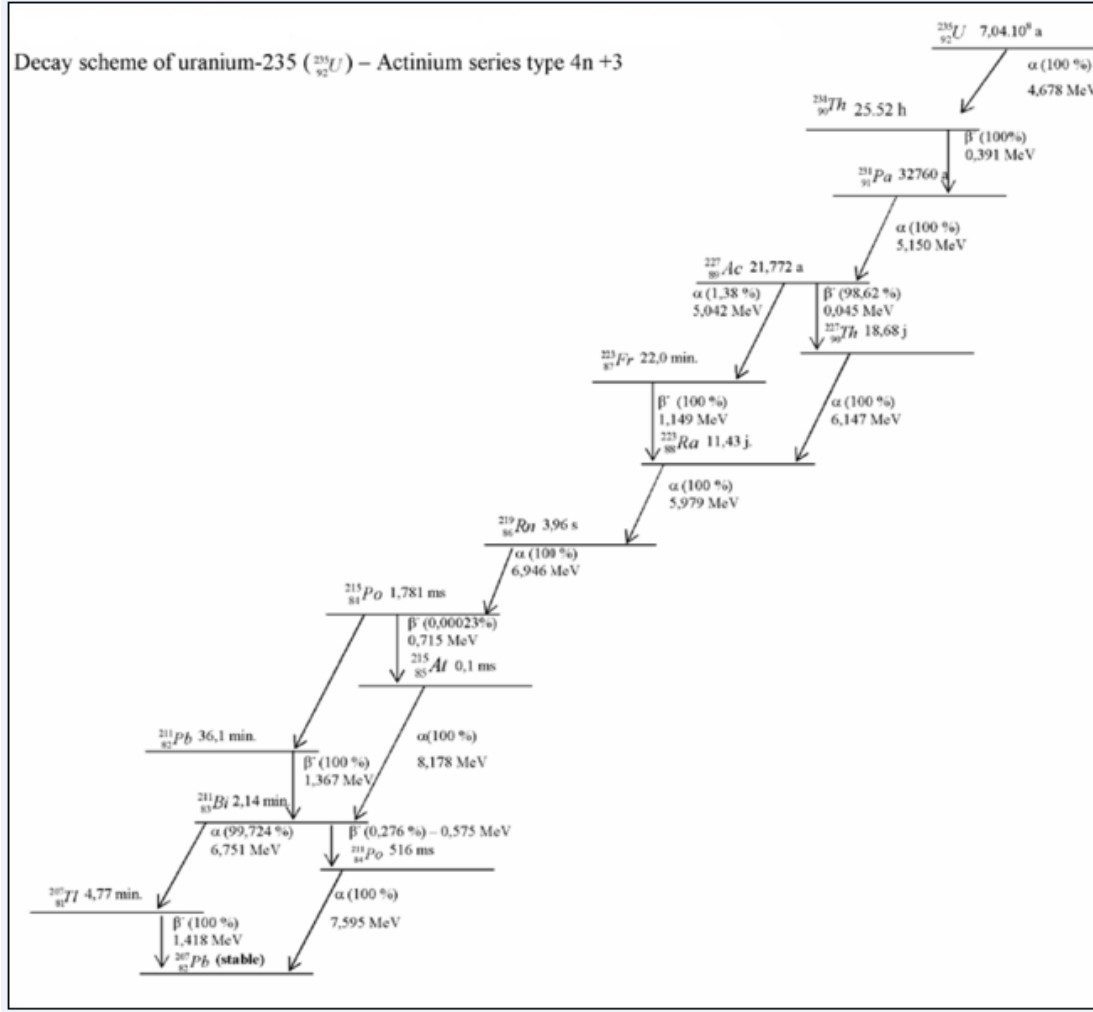 Decay scheme of uranium-235 (²³⁵₉₂U) – Actinium series type 4n +3
²³⁵₉₂U 7,04.10⁸ a
α (100 %)
4,678 MeV
²³¹₉₀Th 25.52 h
β⁻ (100%)
0,391 MeV
²³¹₉₁Pa 32760 a
α (100 %)
5,150 MeV
²²⁷₈₉Ac 21,772 a
α (1,38 %)
5,042 MeV
β⁻ (98,62 %)
0,045 MeV
²²⁷₉₀Th 18,68 j
²²³₈₇Fr 22,0 min.
β⁻ (100 %)
1,149 MeV
α (100 %)
6,147 MeV
²²³₈₈Ra 11,43 j.
α (100 %)
5,979 MeV
²¹⁹₈₆Rn 3,96 s
α (100 %)
6,946 MeV
²¹⁵₈₄Po 1,781 ms
β⁻ (0,00023%)
0,715 MeV
²¹⁵₈₅At 0,1 ms
α(100 %)
8,178 MeV
²¹¹₈₂Pb 36,1 min.
β⁻ (100 %)
1,367 MeV
²¹¹₈₃Bi 2,14 min
α (99,724 %)
6,751 MeV
β⁻ (0,276 %) – 0,575 MeV
²¹¹₈₄Po 516 ms
α (100 %)
7,595 MeV
²⁰⁷₈₁Tl 4,77 min.
β⁻ (100 %)
1,418 MeV
²⁰⁷₈₂Pb (stable)